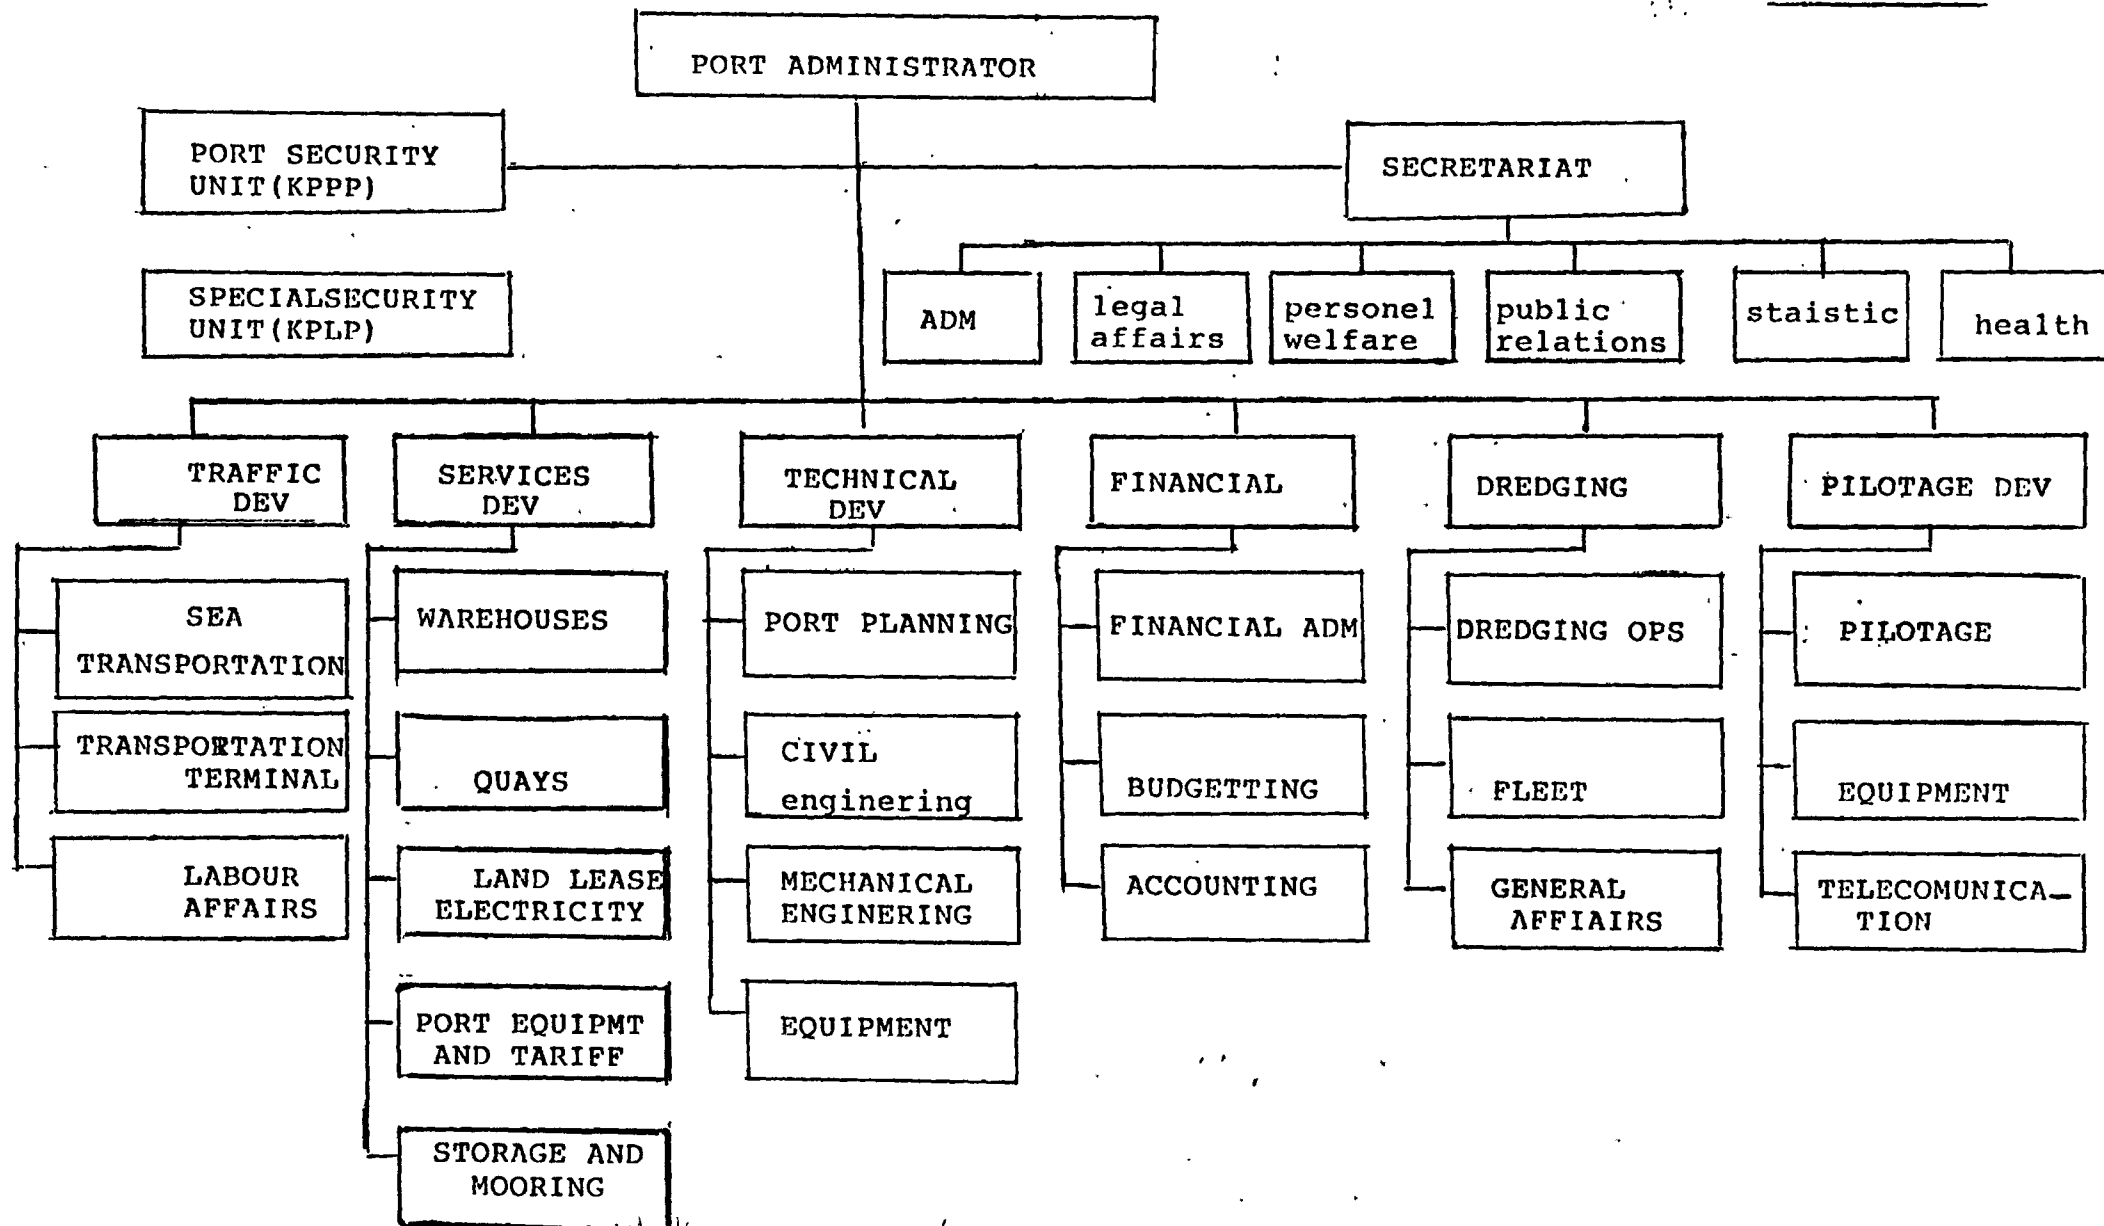 PORT ADMINISTRATOR
PORT SECURITY
UNIT(KPPP)
SECRETARIAT
SPECIALSECURITY
UNIT(KPLP)
ADM
legal
affairs
personel
welfare
public
relations
staistic
health
TRAFFIC
DEV
SERVICES
DEV
TECHNICAL
DEV
FINANCIAL
DREDGING
PILOTAGE DEV
SEA
TRANSPORTATION
TRANSPORTATION
TERMINAL
LABOUR
AFFAIRS
WAREHOUSES
QUAYS
LAND LEASE
ELECTRICITY
PORT EQUIPMT
AND TARIFF
STORAGE AND
MOORING
PORT PLANNING
CIVIL
enginering
MECHANICAL
ENGINERING
EQUIPMENT
FINANCIAL ADM
BUDGETTING
ACCOUNTING
DREDGING OPS
FLEET
GENERAL
AFFIAIRS
PILOTAGE
EQUIPMENT
TELECOMUNICA-
TION